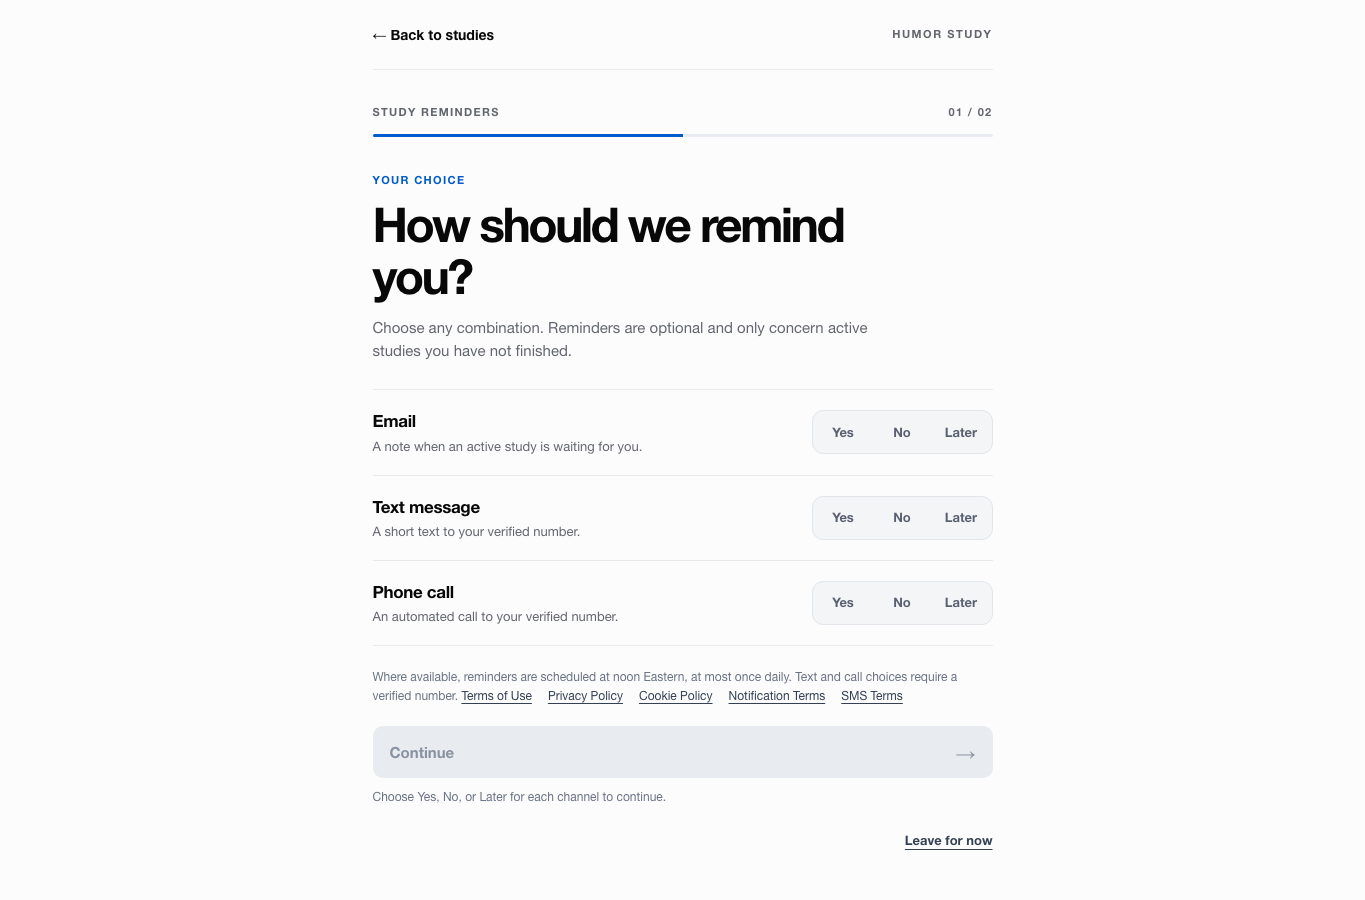 ← Back to studies
HUMOR STUDY
STUDY REMINDERS
01 / 02
YOUR CHOICE
How should we remind
you?
Choose any combination. Reminders are optional and only concern active
studies you have not finished.
Email
A note when an active study is waiting for you.
Yes No Later
Text message
A short text to your verified number.
Yes No Later
Phone call
An automated call to your verified number.
Yes No Later
Where available, reminders are scheduled at noon Eastern, at most once daily. Text and call choices require a
verified number. Terms of Use Privacy Policy Cookie Policy Notification Terms SMS Terms
Continue →
Choose Yes, No, or Later for each channel to continue.
Leave for now